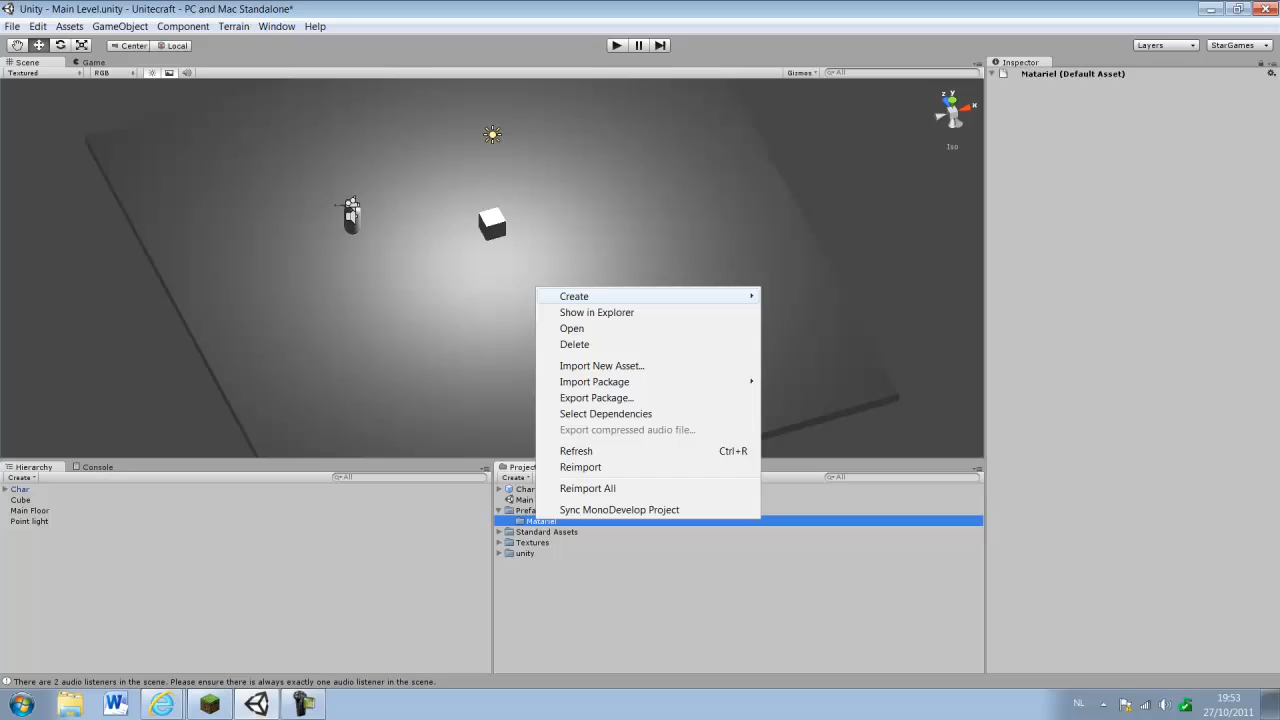 Unity - Main Level.unity - Unitecraft - PC and Mac Standalone*
File Edit Assets GameObject Component Terrain Window Help
Center Local Layers StarGames
Scene Game Inspector
Textured RGB Gizmos All Matariel (Default Asset)
z y
x
Iso
Create
Show in Explorer
Open
Delete
Import New Asset...
Import Package
Export Package...
Select Dependencies
Export compressed audio file...
Refresh Ctrl+R
Reimport
Reimport All
Sync MonoDevelop Project
Hierarchy Console Project
Create All Create All
Char
Cube
Main Floor
Point light
Char
Main
Prefa
Matariel
Standard Assets
Textures
unity
There are 2 audio listeners in the scene. Please ensure there is always exactly one audio listener in the scene.
NL 19:53
27/10/2011